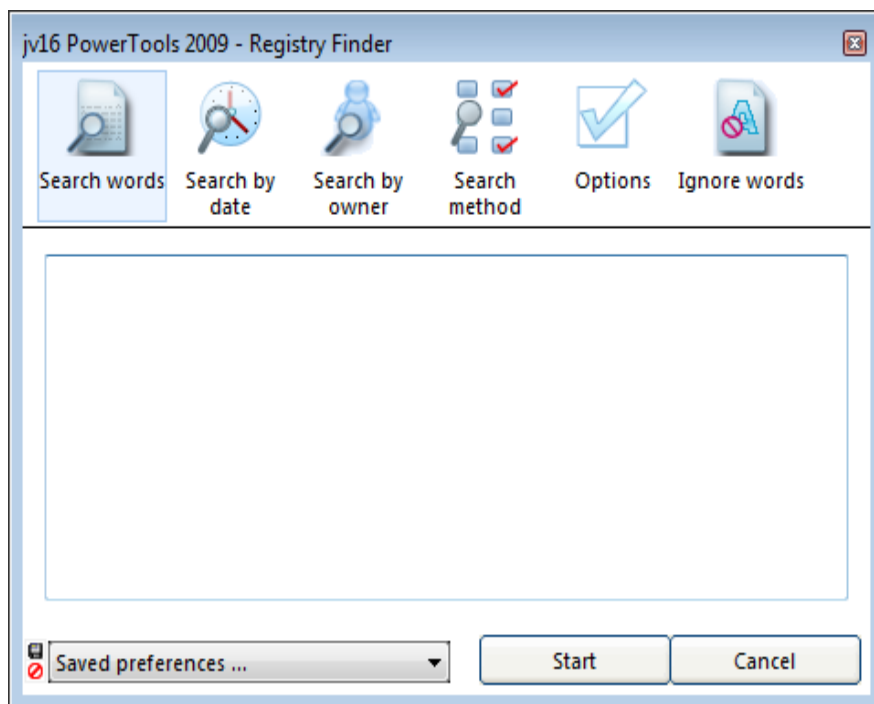 jv16 PowerTools 2009 - Registry Finder
Search words
Search by
date
Search by
owner
Search
method
Options
Ignore words
Saved preferences ...
Start
Cancel